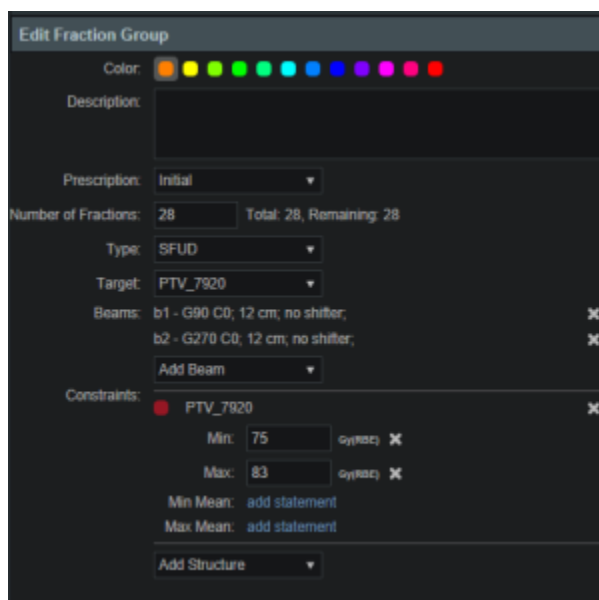 Edit Fraction Group
Color:
Description:
Prescription: Initial
Number of Fractions: 28 Total: 28, Remaining: 28
Type: SFUD
Target: PTV_7920
Beams: b1 - G90 C0; 12 cm; no shifter;
b2 - G270 C0; 12 cm; no shifter;
Add Beam
Constraints:
PTV_7920
Min: 75 Gy(RBE)
Max: 83 Gy(RBE)
Min Mean: add statement
Max Mean: add statement
Add Structure